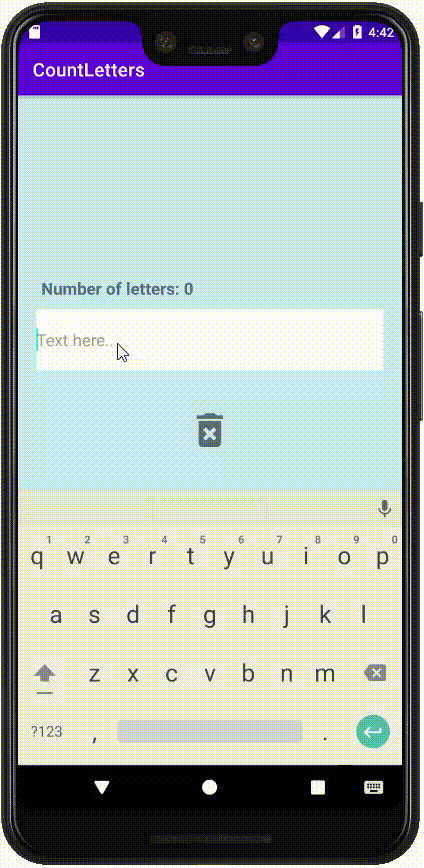 4:42
CountLetters
Number of letters: 0
Text here..
1 2 3 4 5 6 7 8 9 0
q w e r t y u i o p
a s d f g h j k l
z x c v b n m
?123 , .